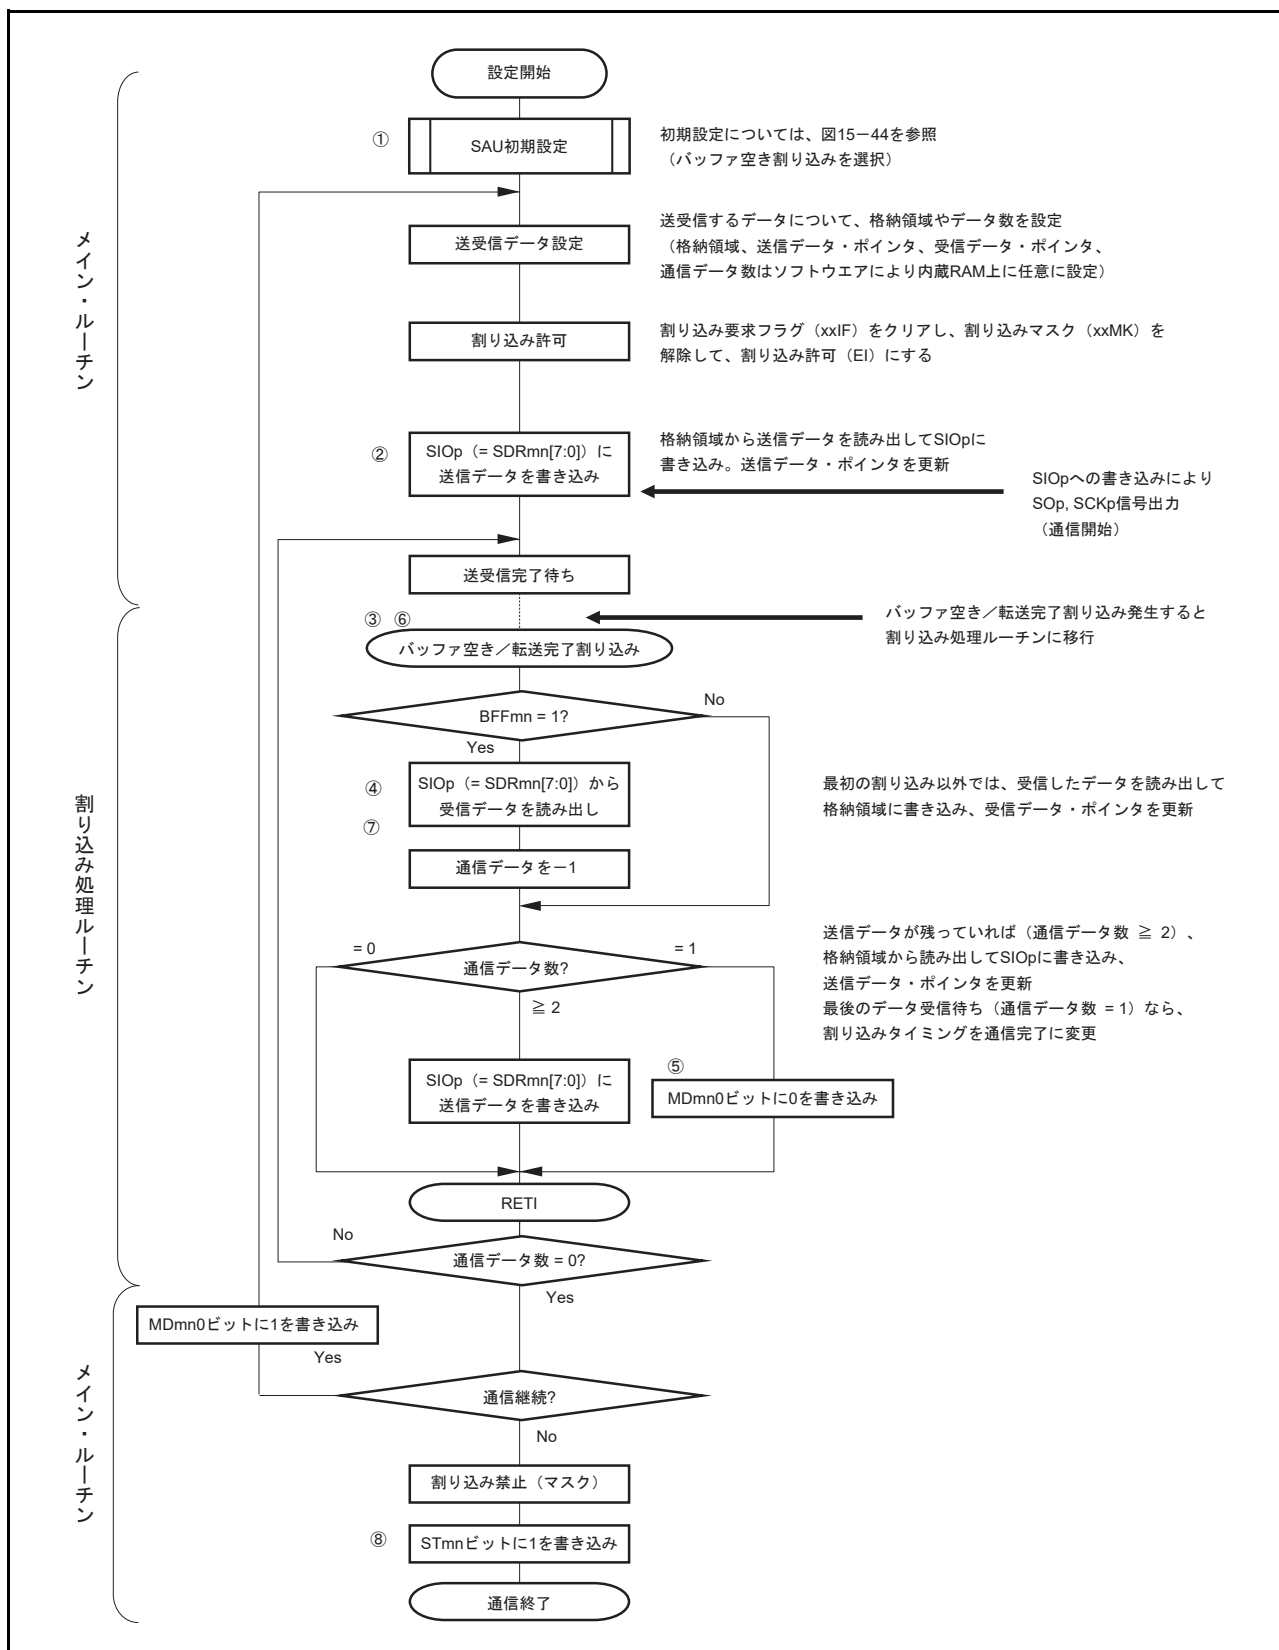 設定開始
①
SAU初期設定
初期設定については、図15－44を参照
（バッファ空き割り込みを選択）
メイン・ルーチン
送受信データ設定
送受信するデータについて、格納領域やデータ数を設定
（格納領域、送信データ・ポインタ、受信データ・ポインタ、
通信データ数はソフトウエアにより内蔵RAM上に任意に設定）
割り込み許可
割り込み要求フラグ（xxIF）をクリアし、割り込みマスク（xxMK）を
解除して、割り込み許可（EI）にする
②
SIOp（= SDRmn[7:0]）に
送信データを書き込み
格納領域から送信データを読み出してSIOpに
書き込み。送信データ・ポインタを更新
SIOpへの書き込みにより
SOp, SCKp信号出力
（通信開始）
送受信完了待ち
③ ⑥
バッファ空き／転送完了割り込み
バッファ空き／転送完了割り込み発生すると
割り込み処理ルーチンに移行
割り込み処理ルーチン
BFFmn = 1?
No
Yes
④
⑦
SIOp（= SDRmn[7:0]）から
受信データを読み出し
最初の割り込み以外では、受信したデータを読み出して
格納領域に書き込み、受信データ・ポインタを更新
通信データを－1
= 0
通信データ数?
= 1
≧ 2
送信データが残っていれば（通信データ数 ≧ 2）、
格納領域から読み出してSIOpに書き込み、
送信データ・ポインタを更新
最後のデータ受信待ち（通信データ数 = 1）なら、
割り込みタイミングを通信完了に変更
SIOp（= SDRmn[7:0]）に
送信データを書き込み
⑤
MDmn0ビットに0を書き込み
RETI
No
通信データ数 = 0?
Yes
メイン・ルーチン
MDmn0ビットに1を書き込み
Yes
通信継続?
No
割り込み禁止（マスク）
⑧
STmnビットに1を書き込み
通信終了